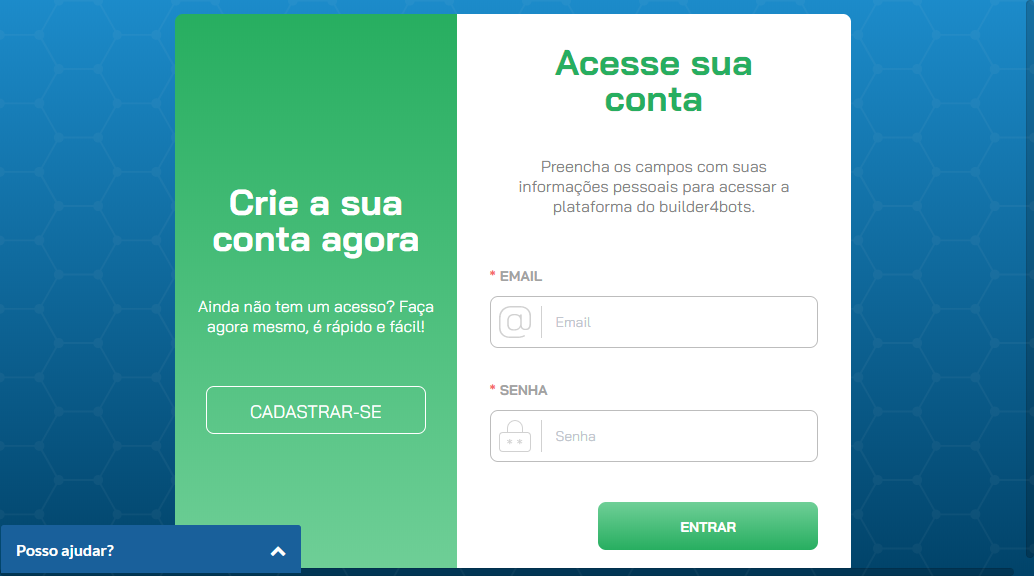 Crie a sua
conta agora
Ainda não tem um acesso? Faça
agora mesmo, é rápido e fácil!
CADASTRAR-SE
Acesse sua
conta
Preencha os campos com suas
informações pessoais para acessar a
plataforma do builder4bots.
* EMAIL
@ Email
* SENHA
Senha
ENTRAR
Posso ajudar?